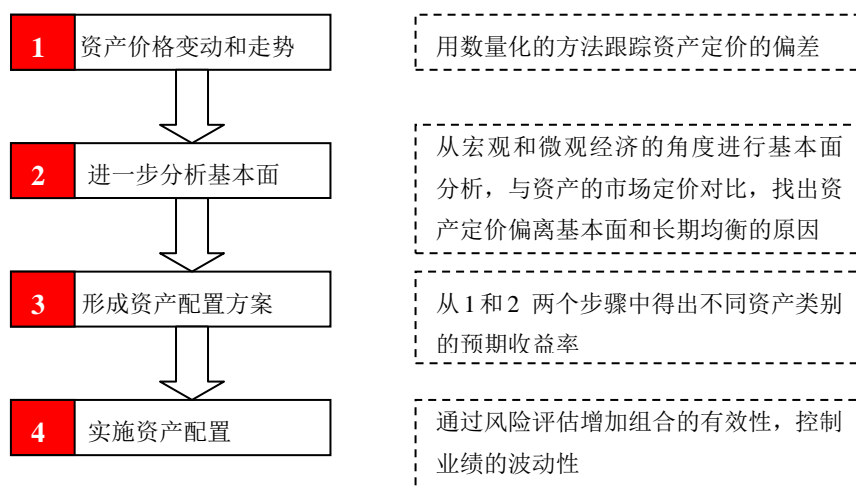 1 资产价格变动和走势
用数量化的方法跟踪资产定价的偏差
2 进一步分析基本面
从宏观和微观经济的角度进行基本面
分析，与资产的市场定价对比，找出资
产定价偏离基本面和长期均衡的原因
3 形成资产配置方案
从1和2 两个步骤中得出不同资产类别
的预期收益率
4 实施资产配置
通过风险评估增加组合的有效性，控制
业绩的波动性